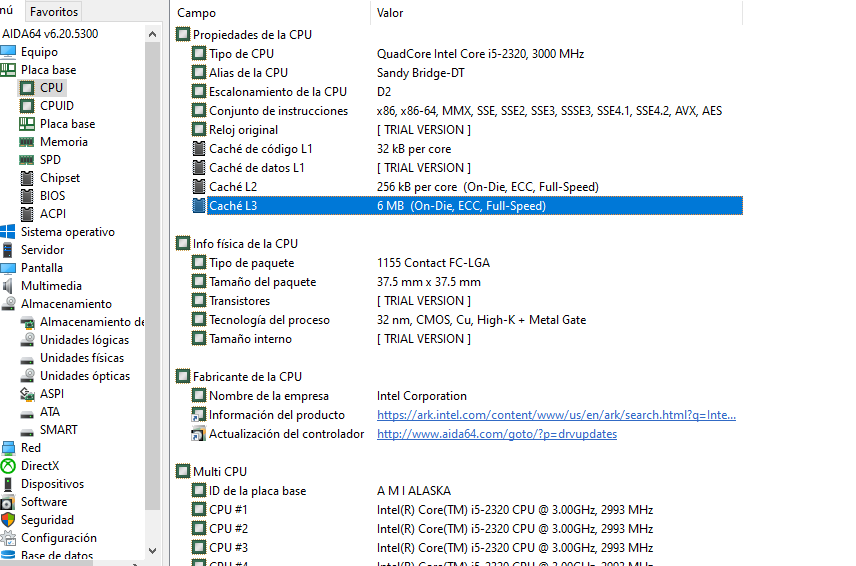 nú
Favoritos
AIDA64 v6.20.5300
Equipo
Placa base
CPU
CPUID
Placa base
Memoria
SPD
Chipset
BIOS
ACPI
Sistema operativo
Servidor
Pantalla
Multimedia
Almacenamiento
Almacenamiento de
Unidades lógicas
Unidades físicas
Unidades ópticas
ASPI
ATA
SMART
Red
DirectX
Dispositivos
Software
Seguridad
Configuración
Base de datos
Campo Valor
Propiedades de la CPU
Tipo de CPU QuadCore Intel Core i5-2320, 3000 MHz
Alias de la CPU Sandy Bridge-DT
Escalonamiento de la CPU D2
Conjunto de instrucciones x86, x86-64, MMX, SSE, SSE2, SSE3, SSSE3, SSE4.1, SSE4.2, AVX, AES
Reloj original [ TRIAL VERSION ]
Caché de código L1 32 kB per core
Caché de datos L1 [ TRIAL VERSION ]
Caché L2 256 kB per core (On-Die, ECC, Full-Speed)
Caché L3 6 MB (On-Die, ECC, Full-Speed)
Info física de la CPU
Tipo de paquete 1155 Contact FC-LGA
Tamaño del paquete 37.5 mm x 37.5 mm
Transistores [ TRIAL VERSION ]
Tecnología del proceso 32 nm, CMOS, Cu, High-K + Metal Gate
Tamaño interno [ TRIAL VERSION ]
Fabricante de la CPU
Nombre de la empresa Intel Corporation
Información del producto https://ark.intel.com/content/www/us/en/ark/search.html?q=Inte...
Actualización del controlador http://www.aida64.com/goto/?p=drvupdates
Multi CPU
ID de la placa base A M I ALASKA
CPU #1 Intel(R) Core(TM) i5-2320 CPU @ 3.00GHz, 2993 MHz
CPU #2 Intel(R) Core(TM) i5-2320 CPU @ 3.00GHz, 2993 MHz
CPU #3 Intel(R) Core(TM) i5-2320 CPU @ 3.00GHz, 2993 MHz
CPU #4 Intel(R) Core(TM) i5-2320 CPU @ 3.00GHz, 2993 MHz